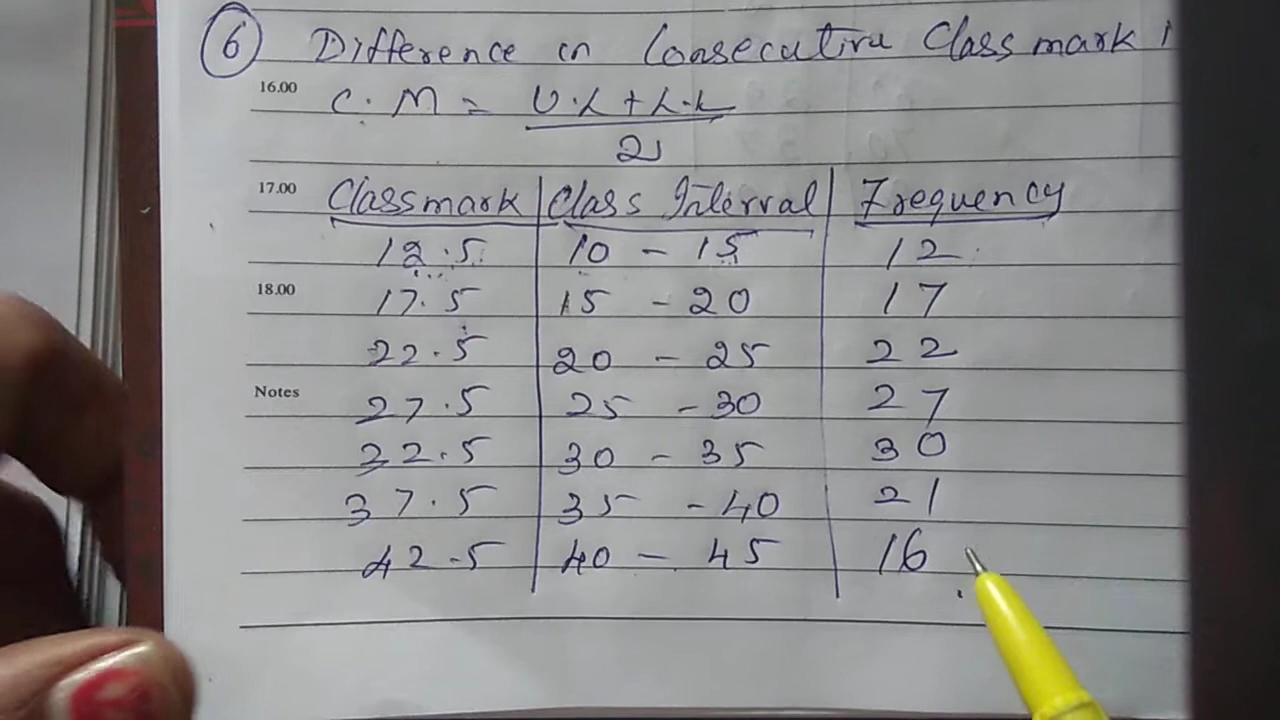 6 Difference in Consecutive Classmark
16.00 C.M = U.L + L.L
2
17.00 Classmark Class Interval Frequency
12.5 10 - 15 12
18.00 17.5 15 - 20 17
22.5 20 - 25 22
Notes 27.5 25 - 30 27
32.5 30 - 35 30
37.5 35 - 40 21
42.5 40 - 45 16